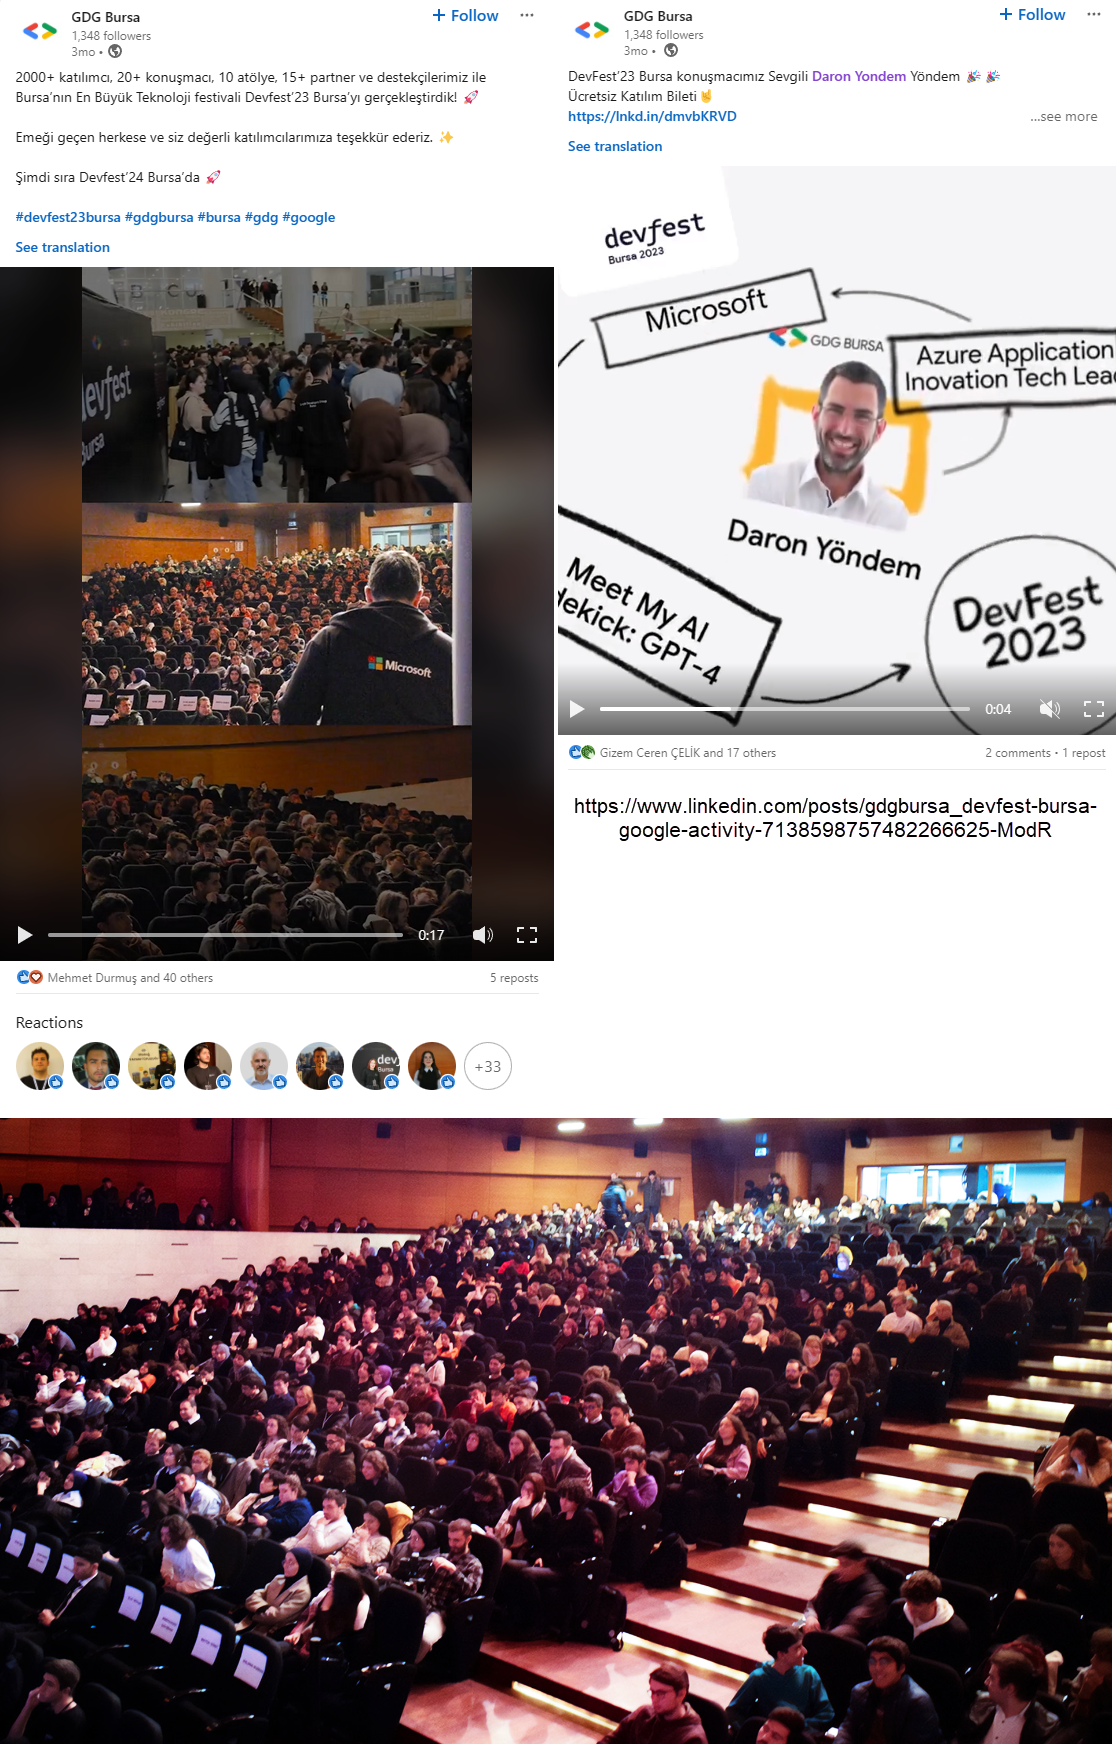 GDG Bursa
1,348 followers
3mo •
+ Follow
2000+ katılımcı, 20+ konuşmacı, 10 atölye, 15+ partner ve destekçilerimiz ile
Bursa’nın En Büyük Teknoloji festivali Devfest’23 Bursa’yı gerçekleştirdik! 🚀
Emeği geçen herkese ve siz değerli katılımcılarımıza teşekkür ederiz. ✨
Şimdi sıra Devfest’24 Bursa’da 🚀
#devfest23bursa #gdgbursa #bursa #gdg #google
See translation
devfest
Bursa
Microsoft
0:17
Mehmet Durmuş and 40 others
5 reposts
Reactions
dev
Bursa
+33
GDG Bursa
1,348 followers
3mo •
+ Follow
DevFest’23 Bursa konuşmacımız Sevgili Daron Yondem Yöndem 🎉 🎉
Ücretsiz Katılım Bileti🤘
https://lnkd.in/dmvbKRVD
...see more
See translation
devfest
Bursa 2023
Microsoft
GDG BURSA
Azure Application
Inovation Tech Lea
Daron Yöndem
Meet My AI
dekick: GPT-4
DevFest
2023
0:04
Gizem Ceren ÇELİK and 17 others
2 comments • 1 repost
https://www.linkedin.com/posts/gdgbursa_devfest-bursa-
google-activity-7138598757482266625-ModR